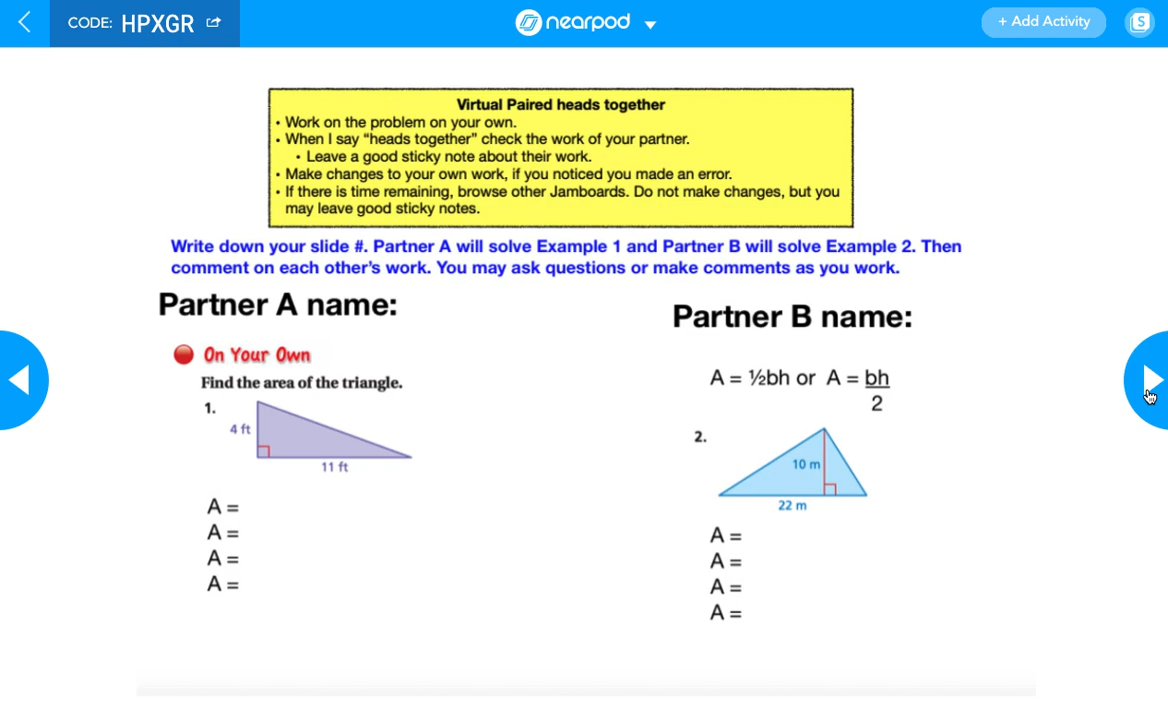 CODE: HPXGR
nearpod
+ Add Activity
S
Virtual Paired heads together
• Work on the problem on your own.
• When I say “heads together” check the work of your partner.
• Leave a good sticky note about their work.
• Make changes to your own work, if you noticed you made an error.
• If there is time remaining, browse other Jamboards. Do not make changes, but you
may leave good sticky notes.
Write down your slide #. Partner A will solve Example 1 and Partner B will solve Example 2. Then
comment on each other’s work. You may ask questions or make comments as you work.
Partner A name:
On Your Own
Find the area of the triangle.
1.
4 ft
11 ft
A =
A =
A =
A =
Partner B name:
A = ½bh or A = bh
2
2.
10 m
22 m
A =
A =
A =
A =